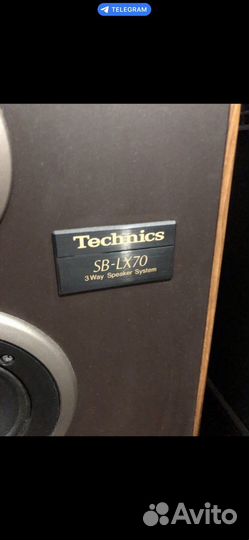 TELEGRAM
Technics
SB-LX70
3 Way Speaker System
Avito